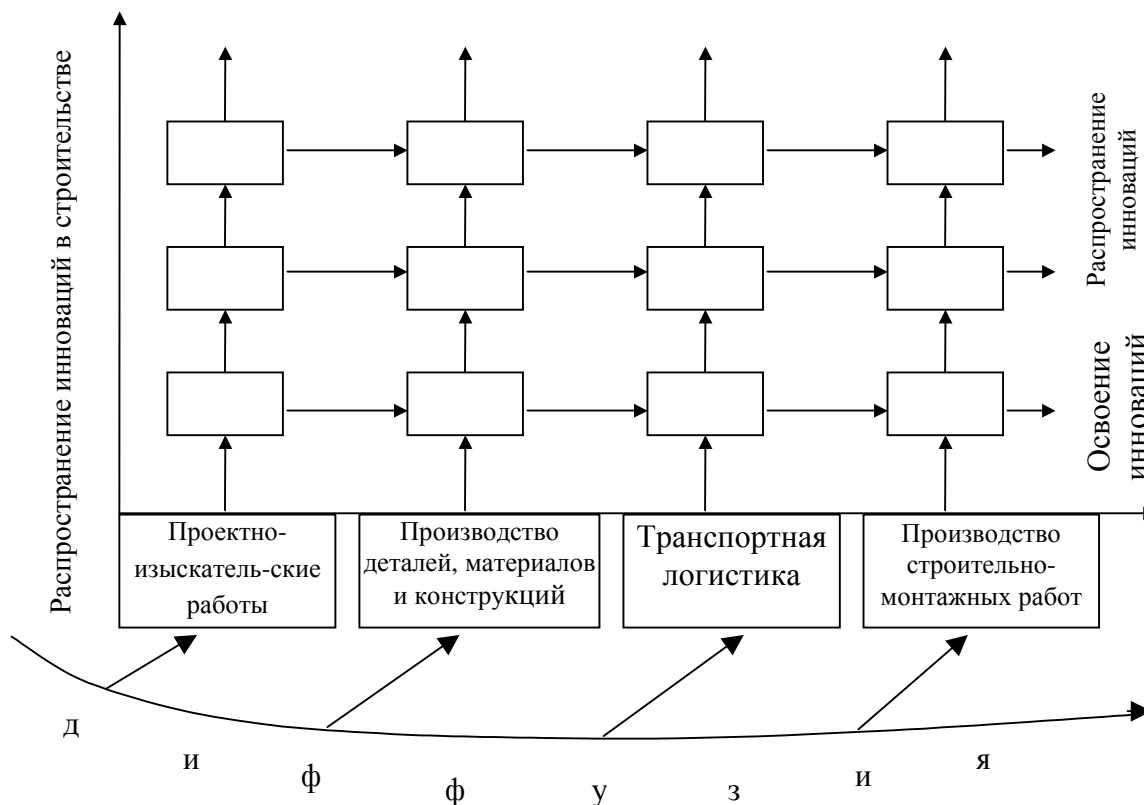 Распространение инноваций в строительстве
Распространение
инноваций
Освоение
инноваций
Проектно-
изыскатель-ские
работы
Производство
деталей, материалов
и конструкций
Транспортная
логистика
Производство
строительно-
монтажных работ
д и ф ф у з и я